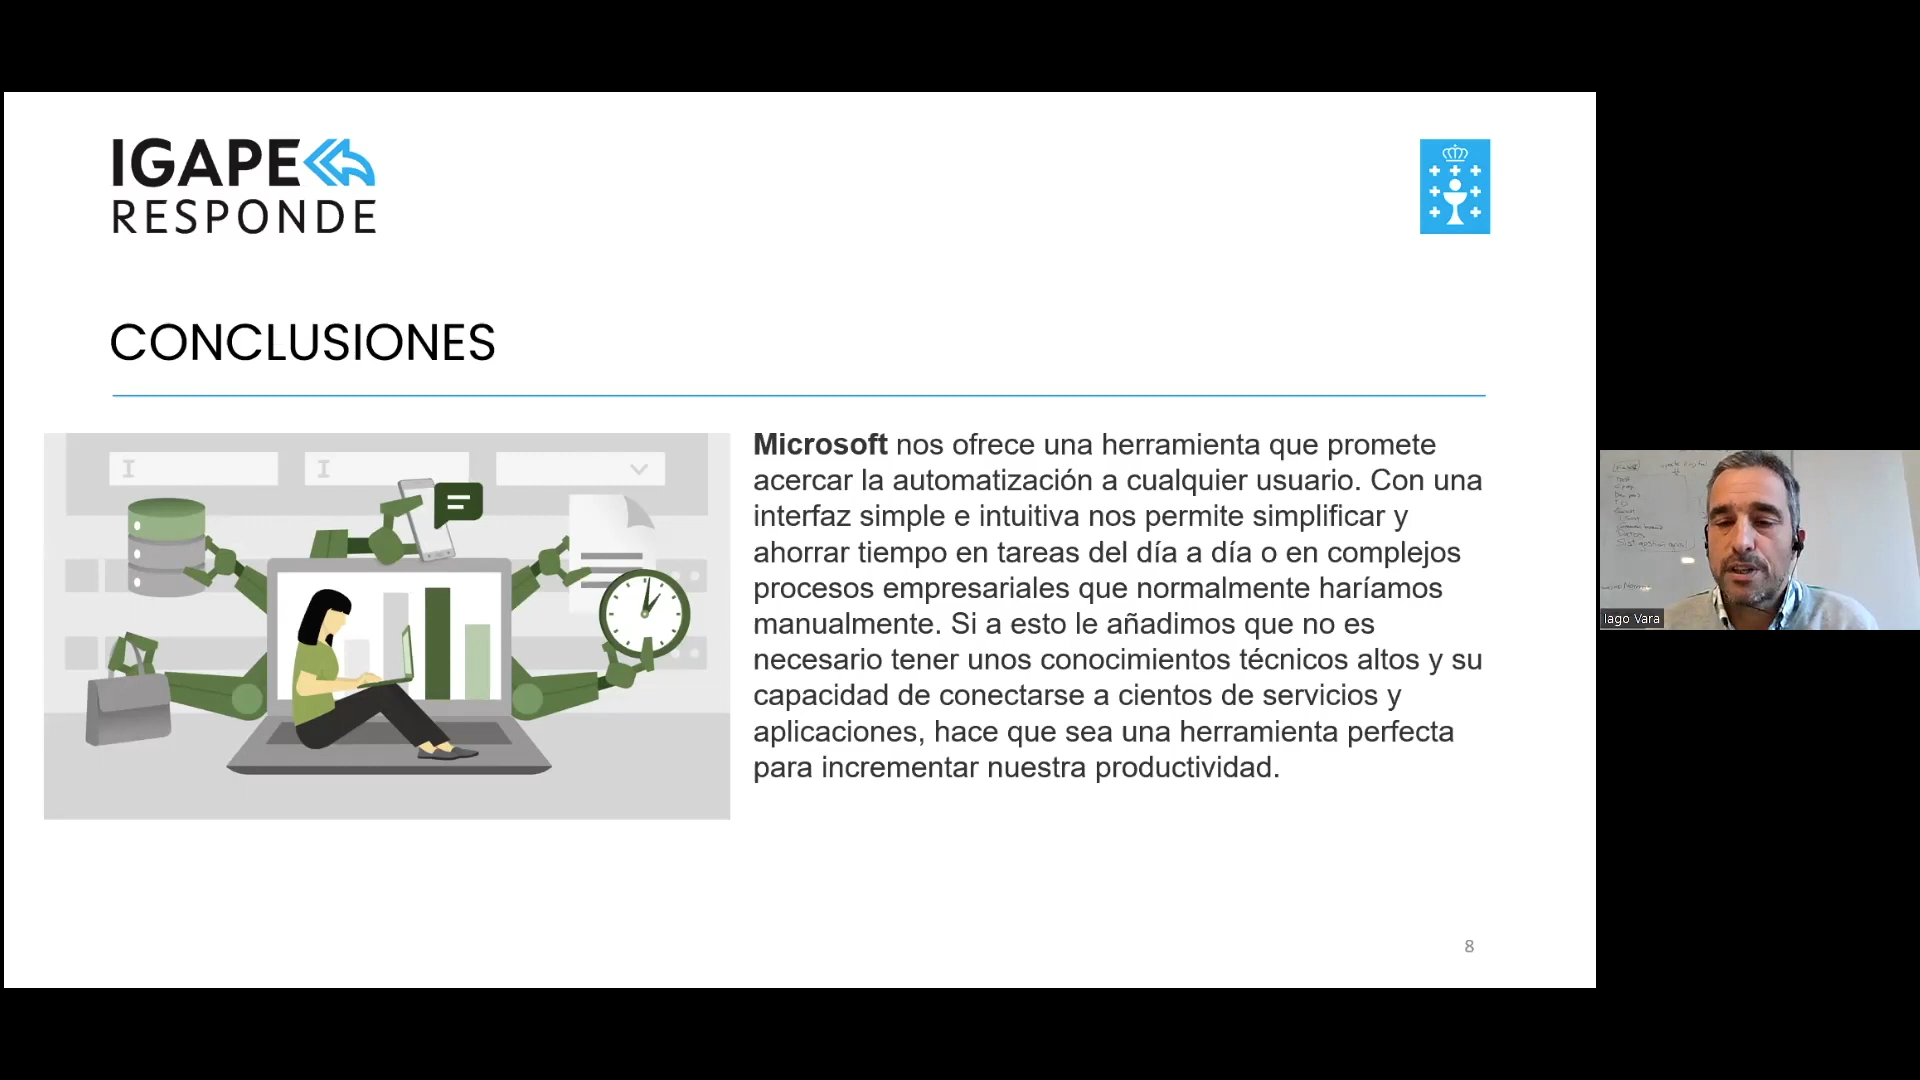 IGAPE
RESPONDE
CONCLUSIONES
Microsoft nos ofrece una herramienta que promete
acercar la automatización a cualquier usuario. Con una
interfaz simple e intuitiva nos permite simplificar y
ahorrar tiempo en tareas del día a día o en complejos
procesos empresariales que normalmente haríamos
manualmente. Si a esto le añadimos que no es
necesario tener unos conocimientos técnicos altos y su
capacidad de conectarse a cientos de servicios y
aplicaciones, hace que sea una herramienta perfecta
para incrementar nuestra productividad.
8
Iago Vara